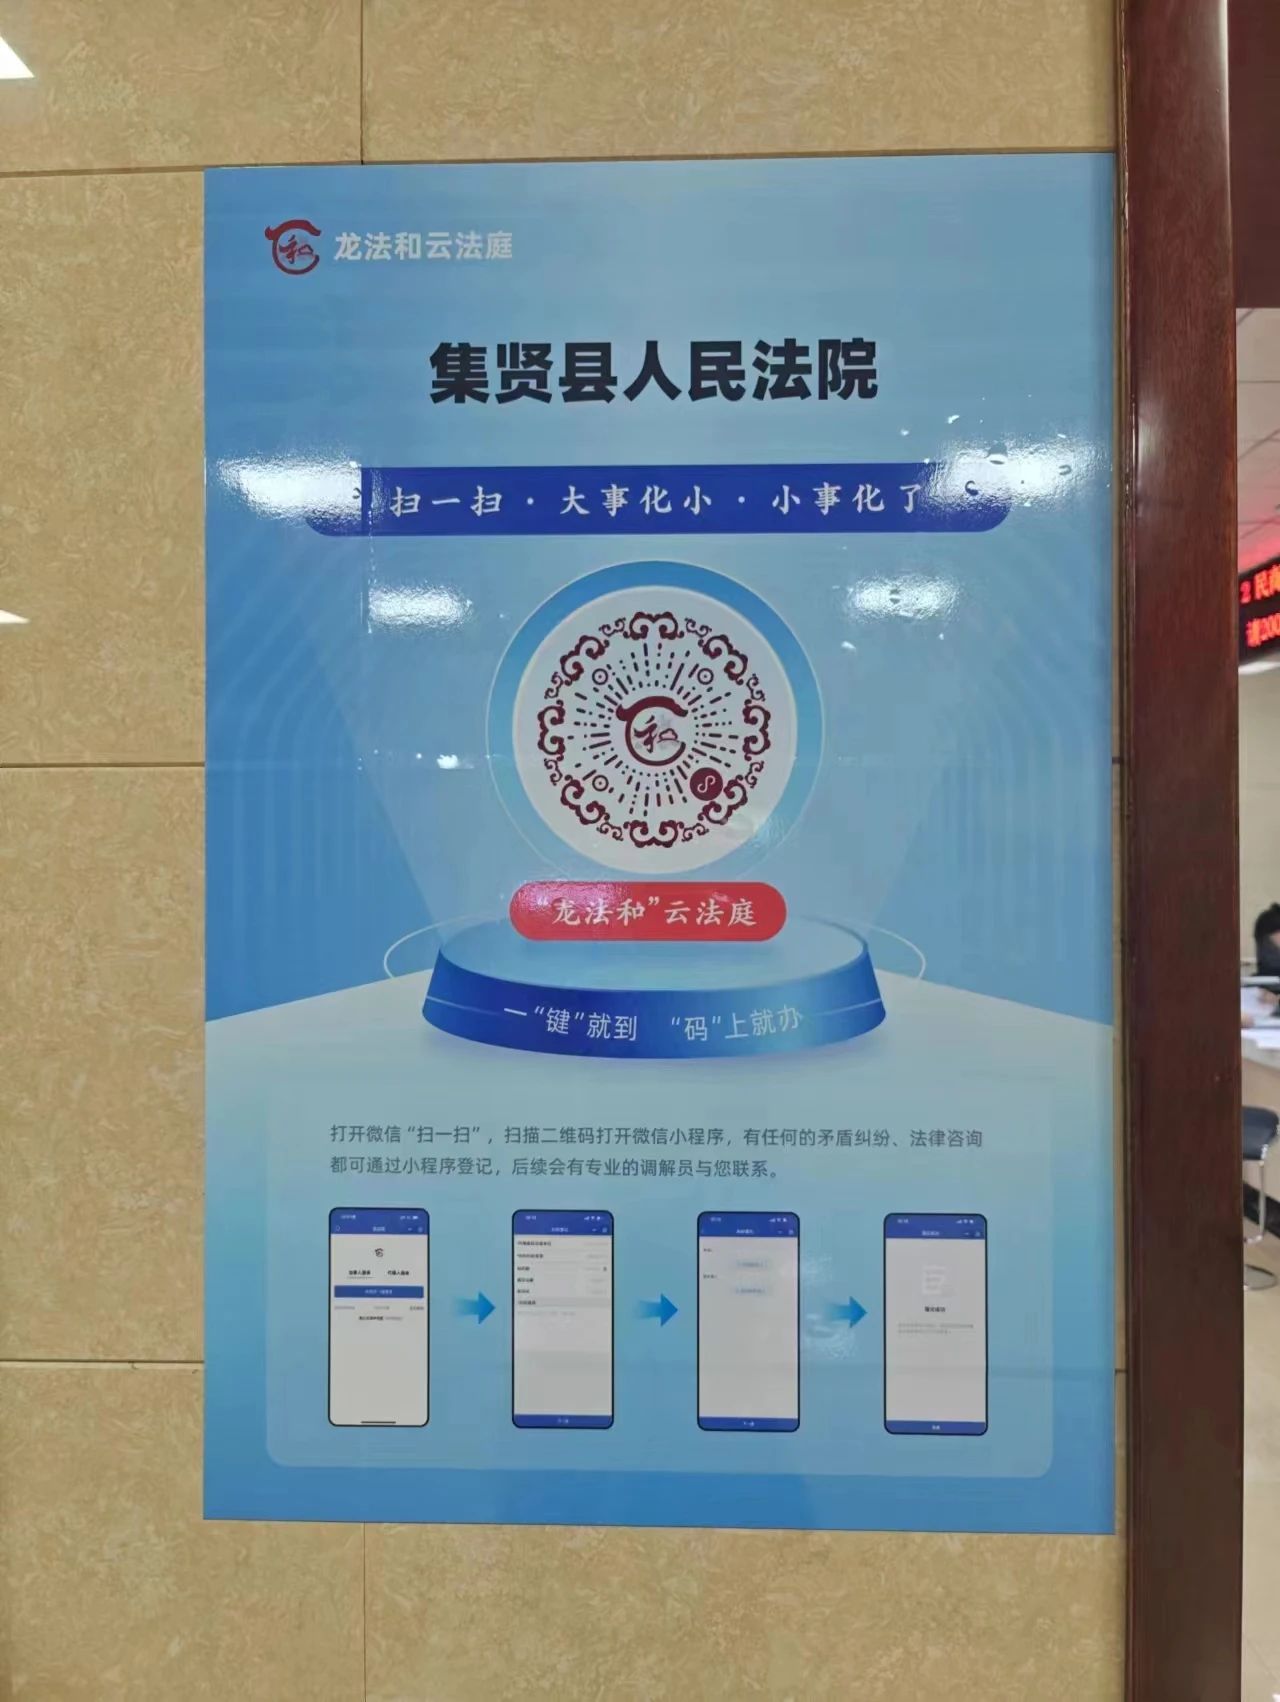 龙法和云法庭
集贤县人民法院
扫一扫·大事化小·小事化了
和
“龙法和”云法庭
一“键”就到 “码”上就办
打开微信“扫一扫”，扫描二维码打开微信小程序，有任何的矛盾纠纷、法律咨询
都可通过小程序登记，后续会有专业的调解员与您联系。